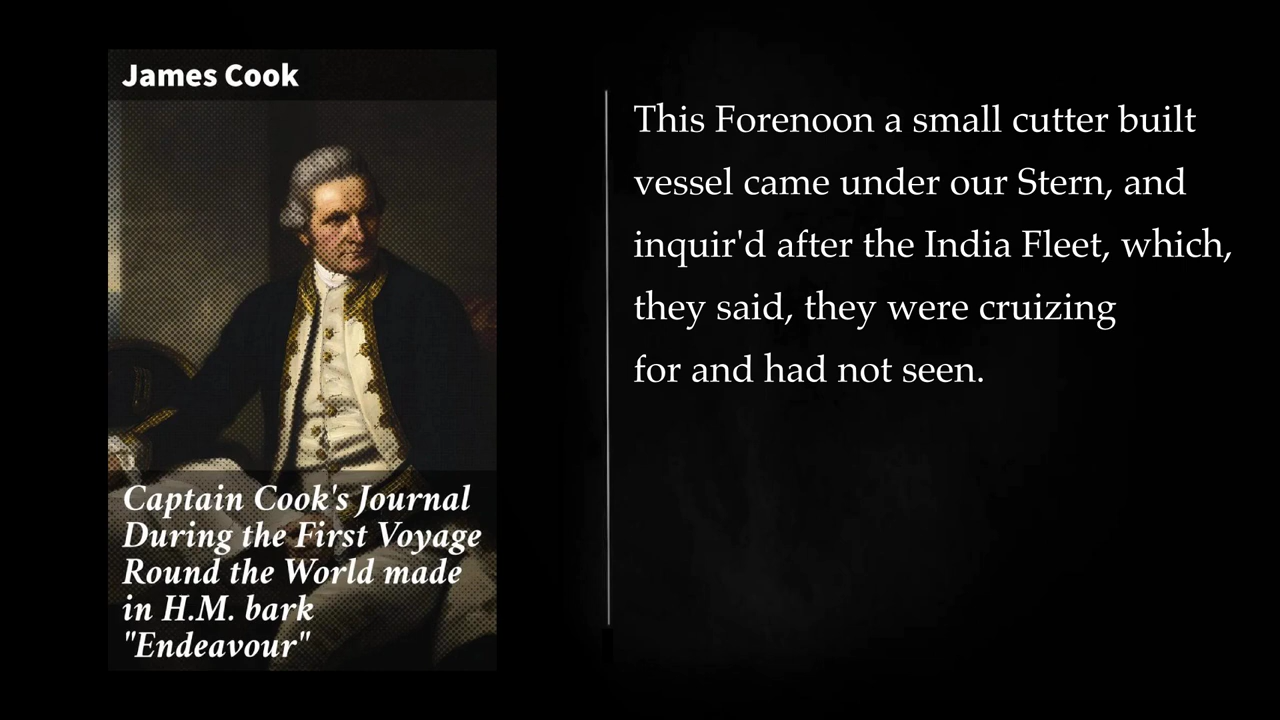 James Cook
Captain Cook's Journal
During the First Voyage
Round the World made
in H.M. bark
"Endeavour"
This Forenoon a small cutter built
vessel came under our Stern, and
inquir'd after the India Fleet, which,
they said, they were cruizing
for and had not seen.